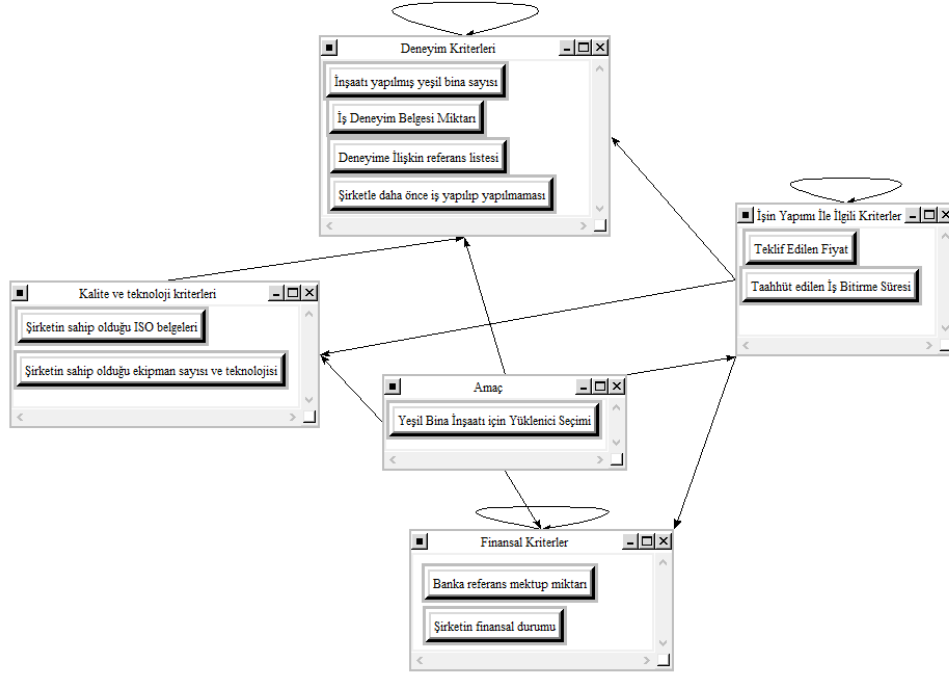 Deneyim Kriterleri
İnşaatı yapılmış yeşil bina sayısı
İş Deneyim Belgesi Miktarı
Deneyime İlişkin referans listesi
Şirketle daha önce iş yapılıp yapılmaması
İşin Yapımı İle İlgili Kriterler
Teklif Edilen Fiyat
Taahhüt edilen İş Bitirme Süresi
Kalite ve teknoloji kriterleri
Şirketin sahip olduğu ISO belgeleri
Şirketin sahip olduğu ekipman sayısı ve teknolojisi
Amaç
Yeşil Bina İnşaatı için Yüklenici Seçimi
Finansal Kriterler
Banka referans mektup miktarı
Şirketin finansal durumu